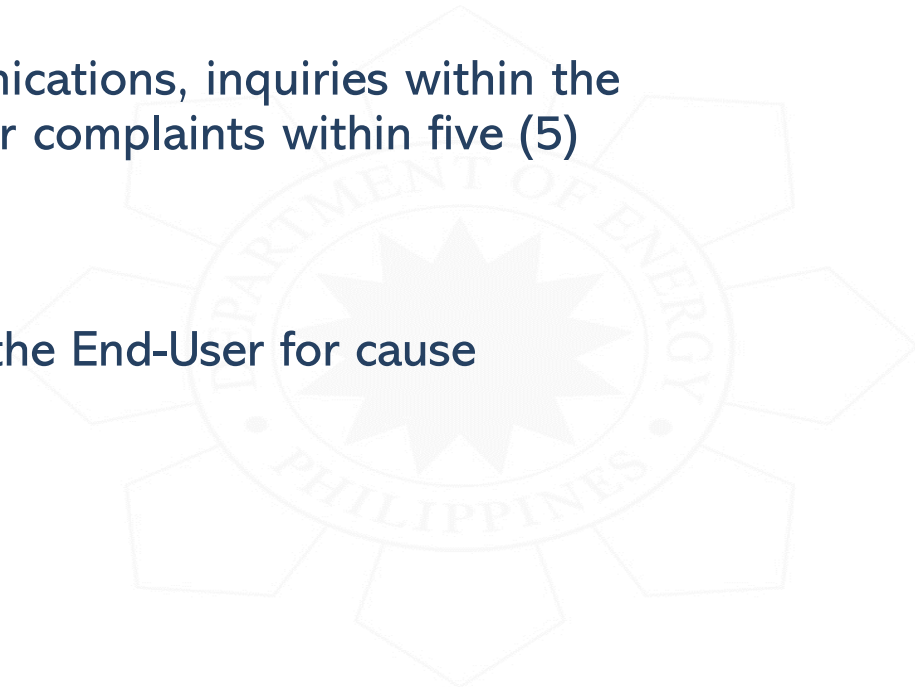 nications, inquiries within the
r complaints within five (5)
the End-User for cause
DEPARTMENT OF ENERGY
PHILIPPINES